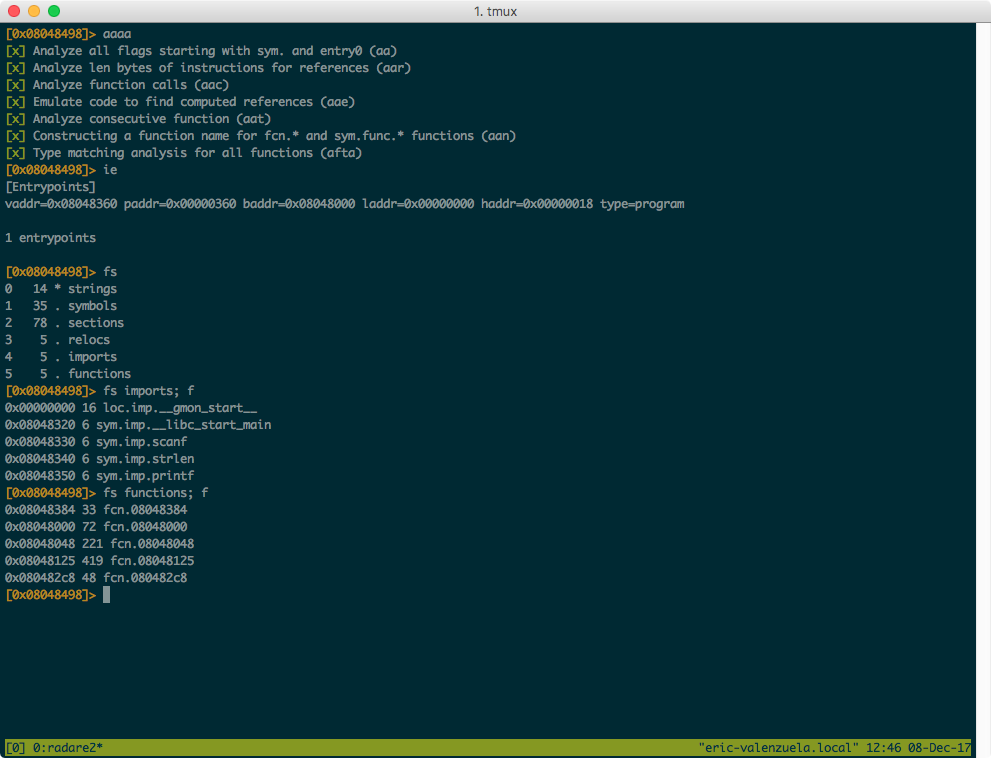 1. tmux
[0x08048498]> aaaa
[x] Analyze all flags starting with sym. and entry0 (aa)
[x] Analyze len bytes of instructions for references (aar)
[x] Analyze function calls (aac)
[x] Emulate code to find computed references (aae)
[x] Analyze consecutive function (aat)
[x] Constructing a function name for fcn.* and sym.func.* functions (aan)
[x] Type matching analysis for all functions (afta)
[0x08048498]> ie
[Entrypoints]
vaddr=0x08048360 paddr=0x00000360 baddr=0x08048000 laddr=0x00000000 haddr=0x00000018 type=program
1 entrypoints
[0x08048498]> fs
0   14 * strings
1   35 . symbols
2   78 . sections
3    5 . relocs
4    5 . imports
5    5 . functions
[0x08048498]> fs imports; f
0x00000000 16 loc.imp.__gmon_start__
0x08048320 6 sym.imp.__libc_start_main
0x08048330 6 sym.imp.scanf
0x08048340 6 sym.imp.strlen
0x08048350 6 sym.imp.printf
[0x08048498]> fs functions; f
0x08048384 33 fcn.08048384
0x08048000 72 fcn.08048000
0x08048048 221 fcn.08048048
0x08048125 419 fcn.08048125
0x080482c8 48 fcn.080482c8
[0x08048498]>
[0] 0:radare2* "eric-valenzuela.local" 12:46 08-Dec-17